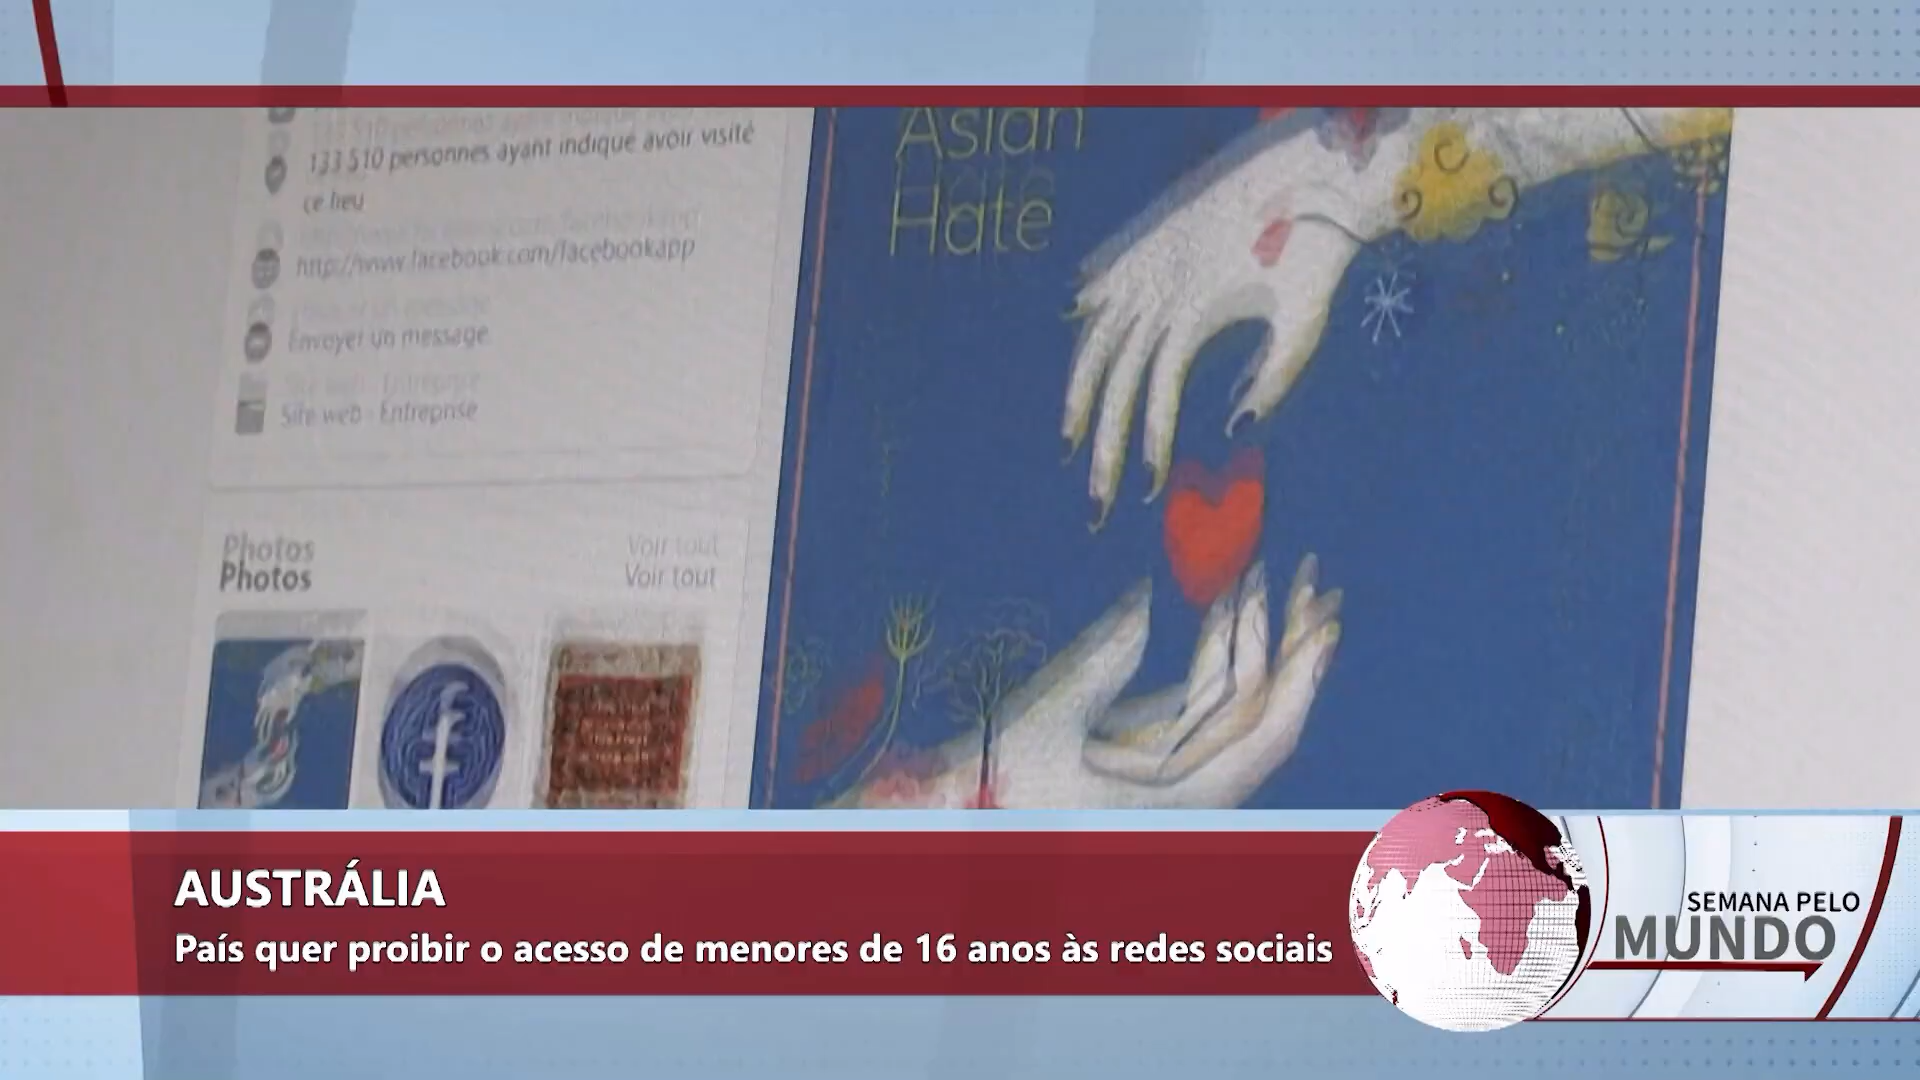 133 510 personnes ayant indiqué avoir visité
ce lieu
http://www.facebook.com/facebookapp
Envoyer un message
Site web - Entreprise
Photos
Photos
Voir tout
Voir tout
Asian
Hate
AUSTRÁLIA
País quer proibir o acesso de menores de 16 anos às redes sociais
SEMANA PELO
MUNDO